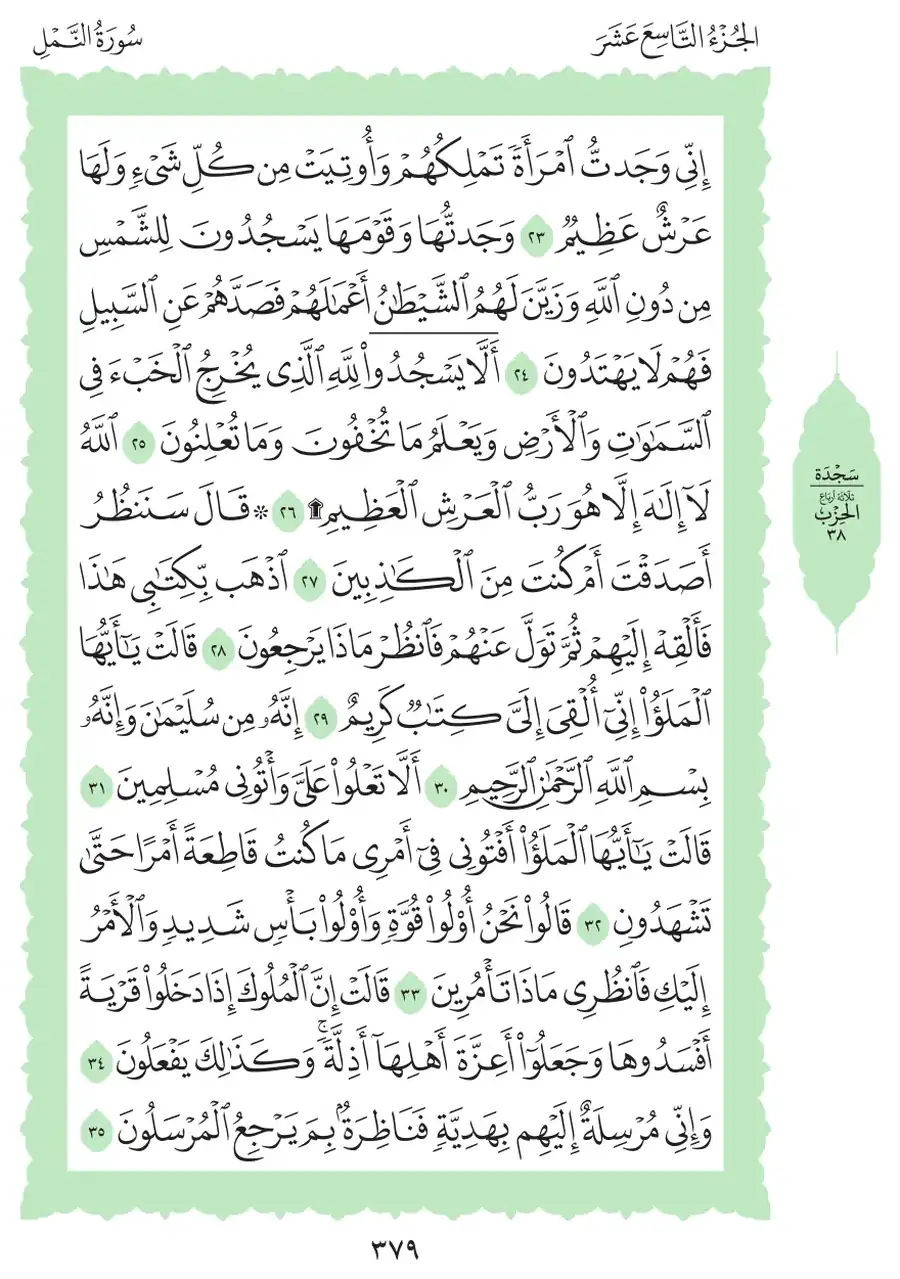 الجُزْءُ التَّاسِعَ عَشَرَ
سُورَةُ النَّمْلِ
إِنِّي وَجَدتُّ ٱمۡرَأَةٗ تَمۡلِكُهُمۡ وَأُوتِيَتۡ مِن كُلِّ شَيۡءٖ وَلَهَا
عَرۡشٌ عَظِيمٞ ٢٣ وَجَدتُّهَا وَقَوۡمَهَا يَسۡجُدُونَ لِلشَّمۡسِ
مِن دُونِ ٱللَّهِ وَزَيَّنَ لَهُمُ ٱلشَّيۡطَٰنُ أَعۡمَٰلَهُمۡ فَصَدَّهُمۡ عَنِ ٱلسَّبِيلِ
فَهُمۡ لَا يَهۡتَدُونَ ٢٤ أَلَّاۤ يَسۡجُدُواْ لِلَّهِ ٱلَّذِي يُخۡرِجُ ٱلۡخَبۡءَ فِي
ٱلسَّمَٰوَٰتِ وَٱلۡأَرۡضِ وَيَعۡلَمُ مَا تُخۡفُونَ وَمَا تُعۡلِنُونَ ٢٥ ٱللَّهُ
لَآ إِلَٰهَ إِلَّا هُوَ رَبُّ ٱلۡعَرۡشِ ٱلۡعَظِيمِ۩ ٢٦ * قَالَ سَنَنظُرُ
أَصَدَقۡتَ أَمۡ كُنتَ مِنَ ٱلۡكَٰذِبِينَ ٢٧ ٱذۡهَب بِّكِتَٰبِي هَٰذَا
فَأَلۡقِهۡ إِلَيۡهِمۡ ثُمَّ تَوَلَّ عَنۡهُمۡ فَٱنظُرۡ مَاذَا يَرۡجِعُونَ ٢٨ قَالَتۡ يَٰٓأَيُّهَا
ٱلۡمَلَؤُاْ إِنِّيٓ أُلۡقِيَ إِلَيَّ كِتَٰبٞ كَرِيمٌ ٢٩ إِنَّهُۥ مِن سُلَيۡمَٰنَ وَإِنَّهُۥ
بِسۡمِ ٱللَّهِ ٱلرَّحۡمَٰنِ ٱلرَّحِيمِ ٣٠ أَلَّا تَعۡلُواْ عَلَيَّ وَأۡتُونِي مُسۡلِمِينَ ٣١
قَالَتۡ يَٰٓأَيُّهَا ٱلۡمَلَؤُاْ أَفۡتُونِي فِيٓ أَمۡرِي مَا كُنتُ قَاطِعَةً أَمۡرًا حَتَّىٰ
تَشۡهَدُونِ ٣٢ قَالُواْ نَحۡنُ أُوْلُواْ قُوَّةٖ وَأُوْلُواْ بَأۡسٖ شَدِيدٖ وَٱلۡأَمۡرُ
إِلَيۡكِ فَٱنظُرِي مَاذَا تَأۡمُرِينَ ٣٣ قَالَتۡ إِنَّ ٱلۡمُلُوكَ إِذَا دَخَلُواْ قَرۡيَةً
أَفۡسَدُوهَا وَجَعَلُوٓاْ أَعِزَّةَ أَهۡلِهَآ أَذِلَّةٗۚ وَكَذَٰلِكَ يَفۡعَلُونَ ٣٤
وَإِنِّي مُرۡسِلَةٌ إِلَيۡهِم بِهَدِيَّةٖ فَنَاظِرَةُۢ بِمَ يَرۡجِعُ ٱلۡمُرۡسَلُونَ ٣٥
سَجْدَة
ثلاثة أرباع
الحِزْب
٣٨
٣٧٩